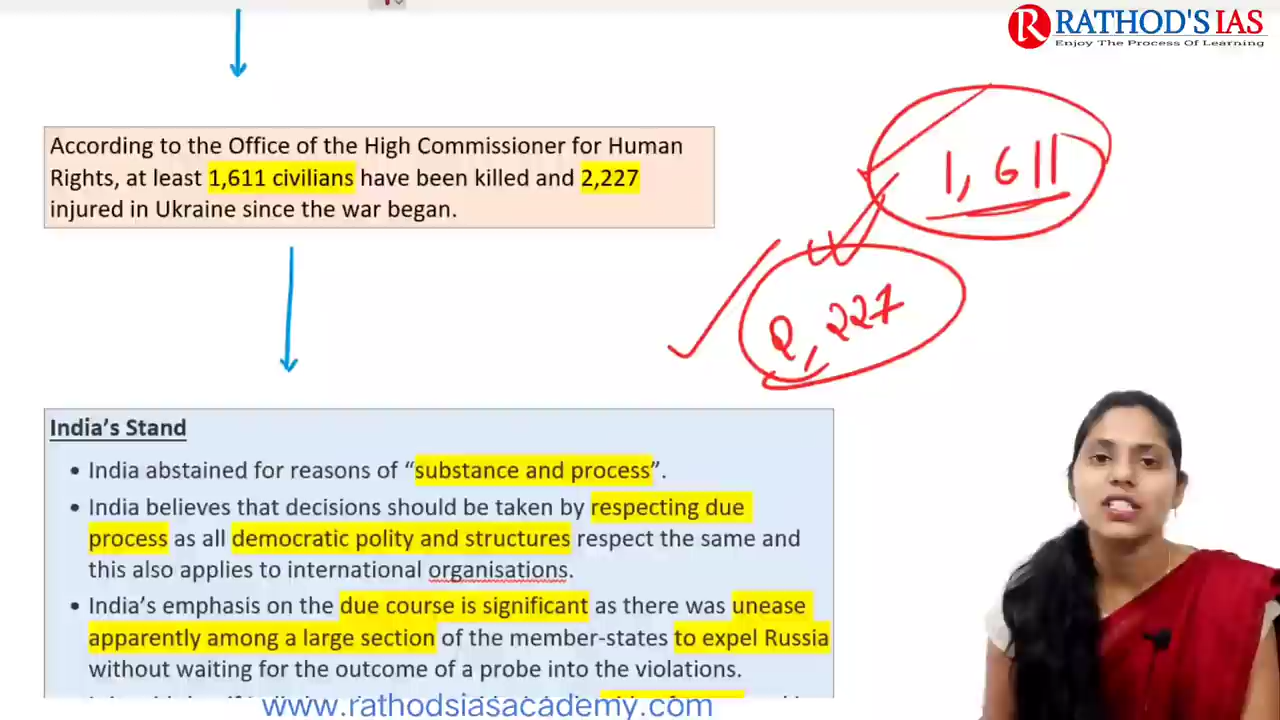 RATHOD'S IAS
Enjoy The Process Of Learning
According to the Office of the High Commissioner for Human
Rights, at least 1,611 civilians have been killed and 2,227
injured in Ukraine since the war began.
1,611
2,227
India's Stand
• India abstained for reasons of “substance and process”.
• India believes that decisions should be taken by respecting due
process as all democratic polity and structures respect the same and
this also applies to international organisations.
• India's emphasis on the due course is significant as there was unease
apparently among a large section of the member-states to expel Russia
without waiting for the outcome of a probe into the violations.
www.rathodsiasacademy.com